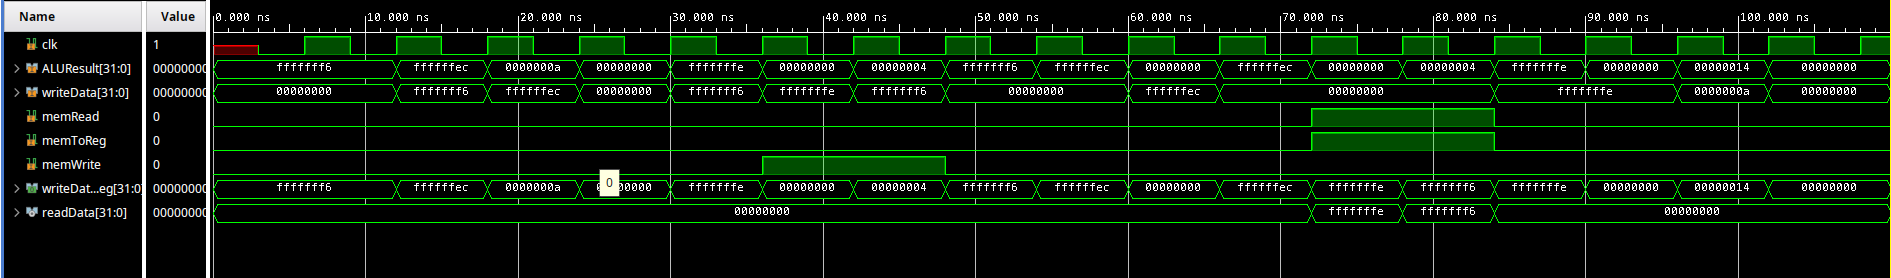 Name Value 0.000 ns 10.000 ns 20.000 ns 30.000 ns 40.000 ns 50.000 ns 60.000 ns 70.000 ns 80.000 ns 90.000 ns 100.000 ns
clk 1
ALUResult[31:0] 00000000 fffffff6 ffffffec 0000000a 00000000 fffffffe 00000000 00000004 fffffff6 ffffffec 00000000 ffffffec 00000000 00000004 fffffffe 00000000 00000014 00000000
writeData[31:0] 00000000 00000000 fffffff6 ffffffec 00000000 fffffff6 fffffffe fffffff6 00000000 ffffffec 00000000 fffffffe 0000000a 00000000
memRead 0
memToReg 0
memWrite 0
writeDat...eg[31:0] 00000000 fffffff6 ffffffec 0000000a 0 0000 fffffffe 00000000 00000004 fffffff6 ffffffec 00000000 ffffffec fffffffe fffffff6 fffffffe 00000000 00000014 00000000
readData[31:0] 00000000 00000000 fffffffe fffffff6 00000000